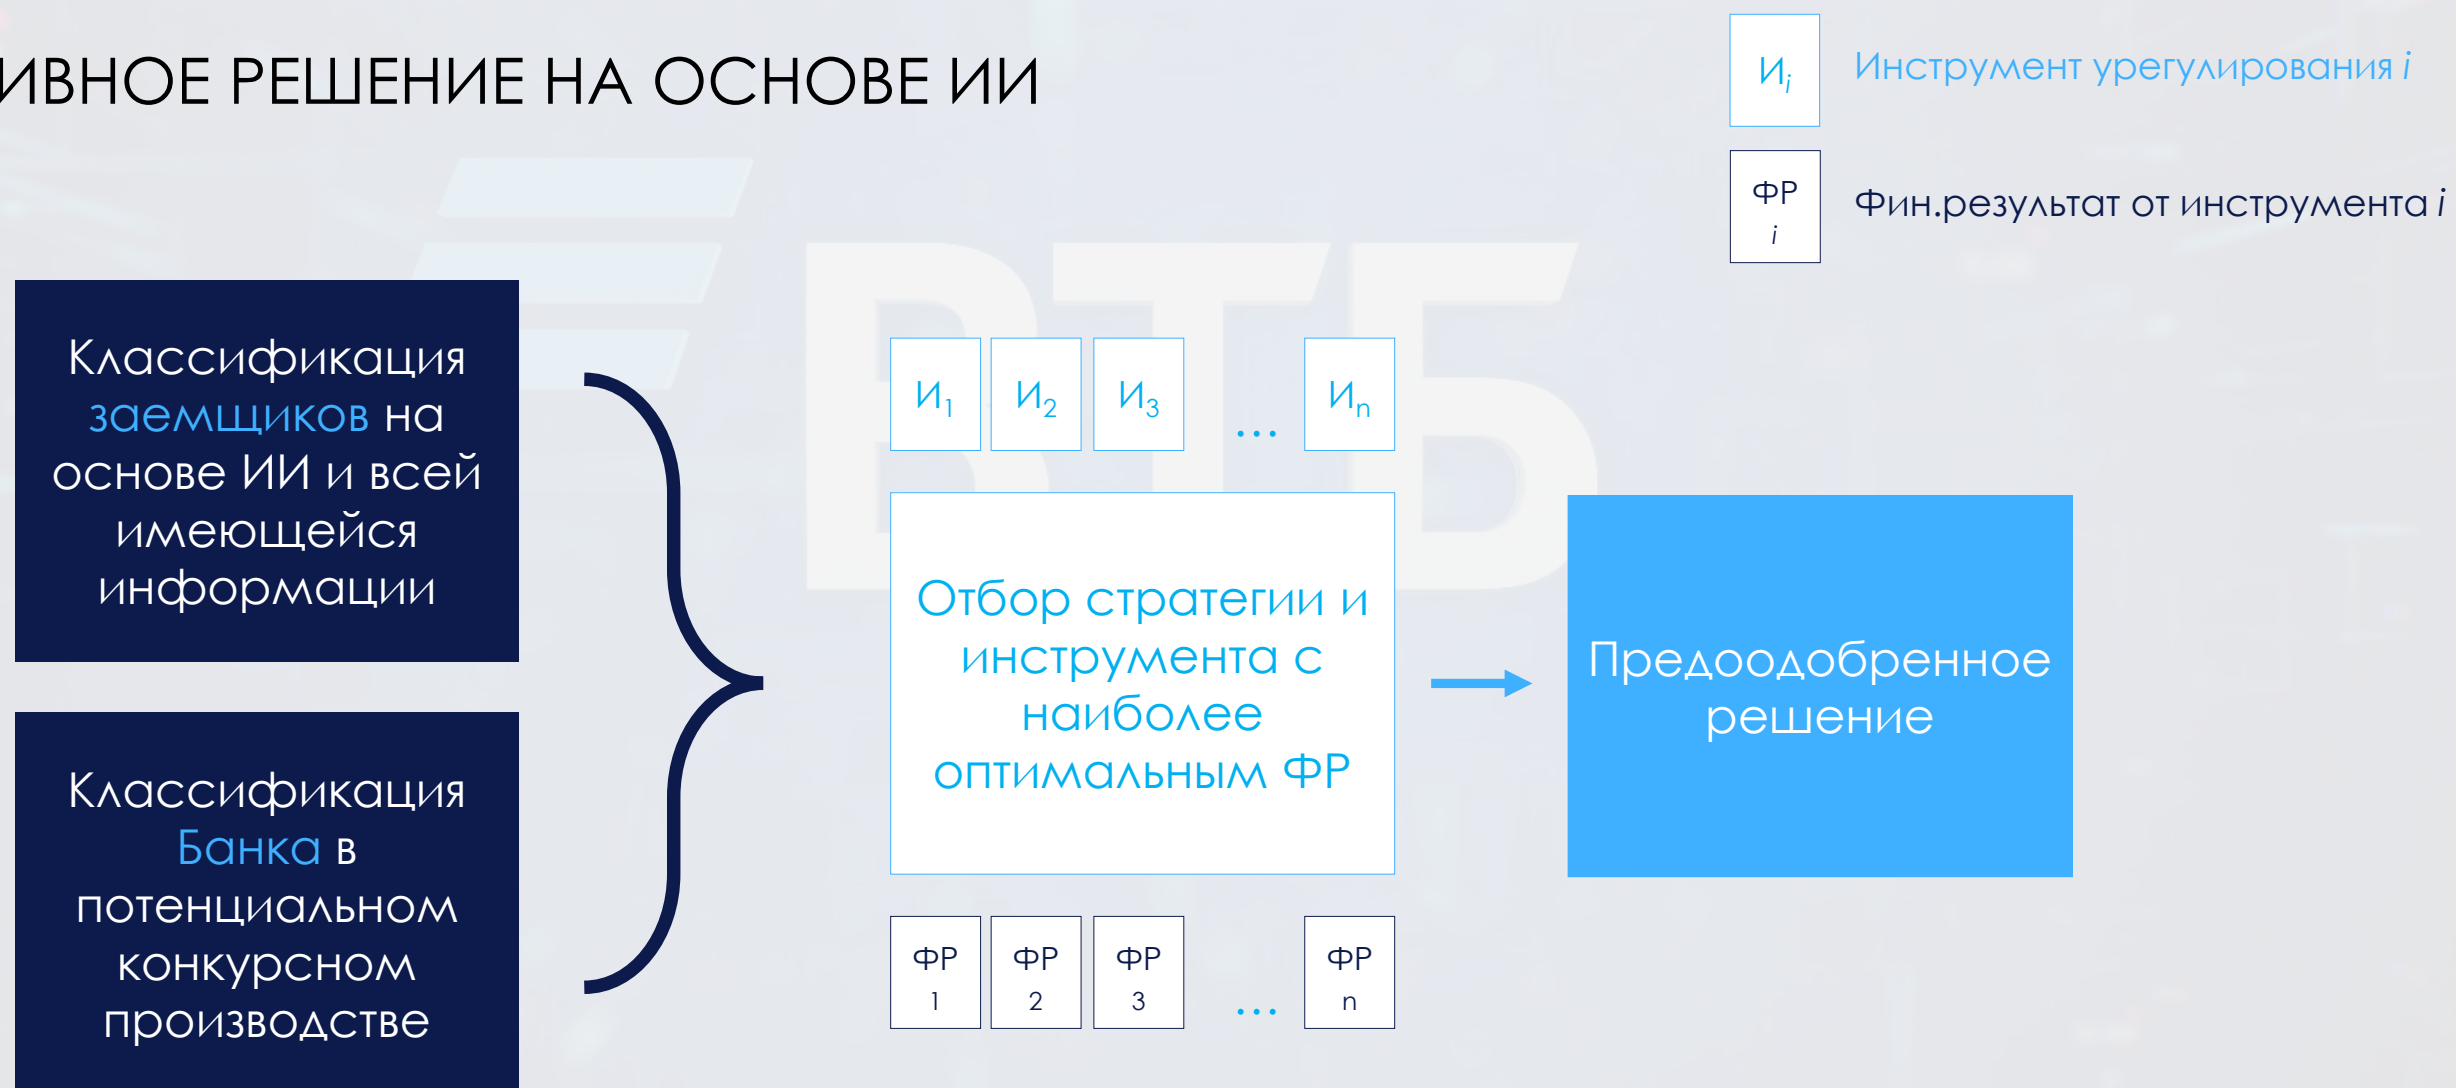 ИВНОЕ РЕШЕНИЕ НА ОСНОВЕ ИИ
Иi
Инструмент урегулирования i
ФР
i
Фин.результат от инструмента i
ВТБ
Классификация
заемщиков на
основе ИИ и всей
имеющейся
информации
Классификация
Банка в
потенциальном
конкурсном
производстве
И1 И2 И3 ... Иn
Отбор стратегии и
инструмента с
наиболее
оптимальным ФР
ФР ФР ФР ФР
1 2 3 ... n
Предоодобренное
решение